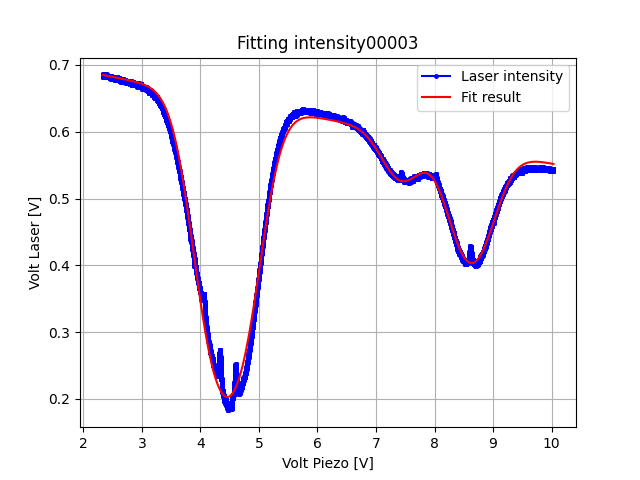 Fitting intensity00003
Laser intensity
Fit result
0.7
0.6
0.5
0.4
0.3
0.2
Volt Laser [V]
2 3 4 5 6 7 8 9 10
Volt Piezo [V]